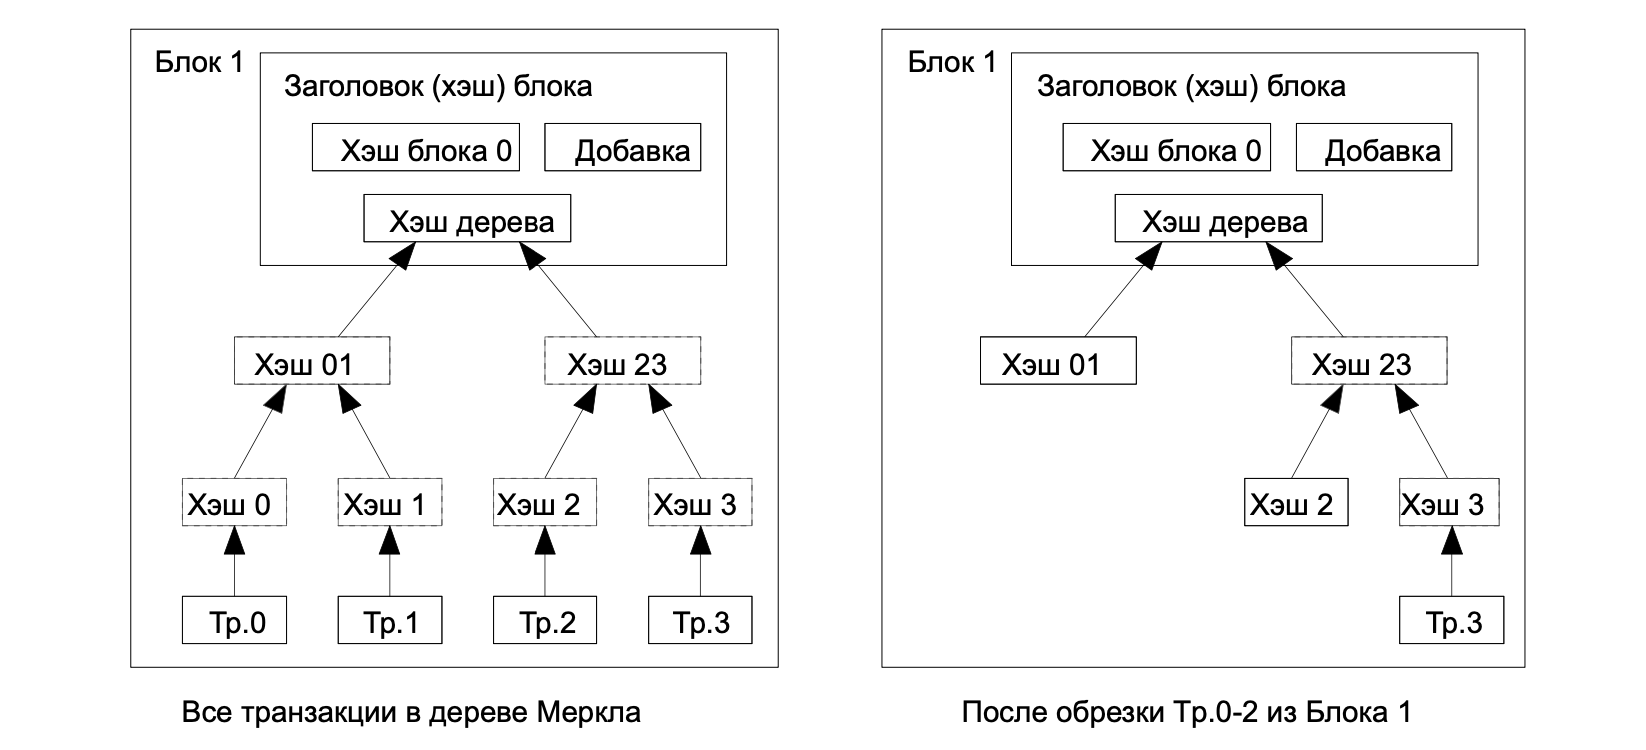 Блок 1
Заголовок (хэш) блока
Хэш блока 0
Добавка
Хэш дерева
Хэш 01
Хэш 23
Хэш 0
Хэш 1
Хэш 2
Хэш 3
Тр.0
Тр.1
Тр.2
Тр.3
Все транзакции в дереве Меркла
Блок 1
Заголовок (хэш) блока
Хэш блока 0
Добавка
Хэш дерева
Хэш 01
Хэш 23
Хэш 2
Хэш 3
Тр.3
После обрезки Тр.0-2 из Блока 1